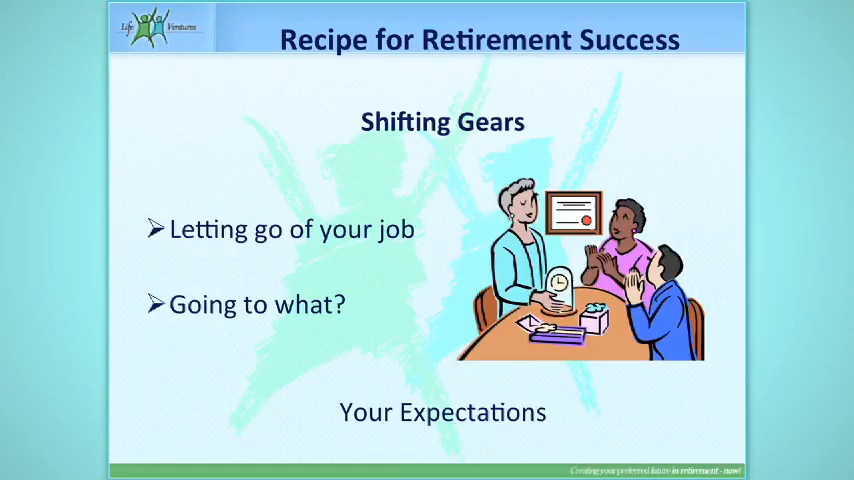 Life Ventures
Recipe for Retirement Success
Shifting Gears
Letting go of your job
Going to what?
Your Expectations
Creating your preferred future in retirement - now!